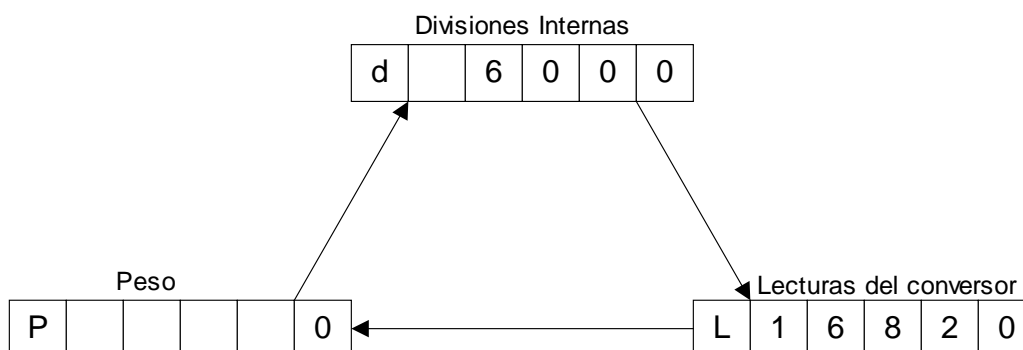 Divisiones Internas
d 6 0 0 0
Peso
P 0
Lecturas del conversor
L 1 6 8 2 0